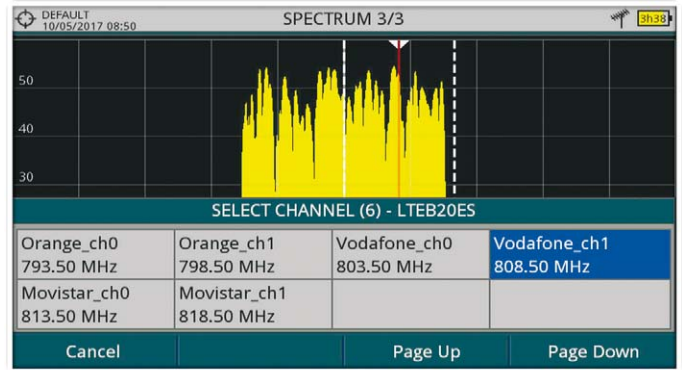 DEFAULT
10/05/2017 08:50
SPECTRUM 3/3
3h38
50
40
30
SELECT CHANNEL (6) - LTEB20ES
Orange_ch0 Orange_ch1 Vodafone_ch0 Vodafone_ch1
793.50 MHz 798.50 MHz 803.50 MHz 808.50 MHz
Movistar_ch0 Movistar_ch1
813.50 MHz 818.50 MHz
Cancel Page Up Page Down